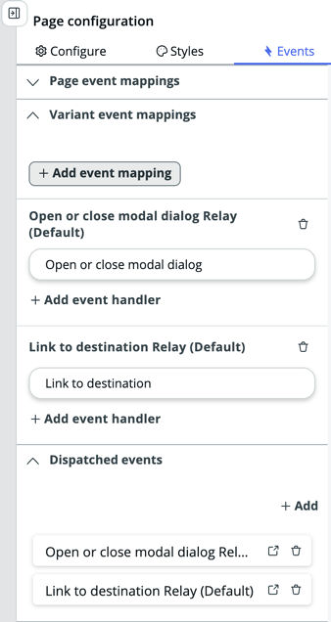 Page configuration
Configure Styles Events
Page event mappings
Variant event mappings
+ Add event mapping
Open or close modal dialog Relay
(Default)
Open or close modal dialog
+ Add event handler
Link to destination Relay (Default)
Link to destination
+ Add event handler
Dispatched events
+ Add
Open or close modal dialog Rel...
Link to destination Relay (Default)